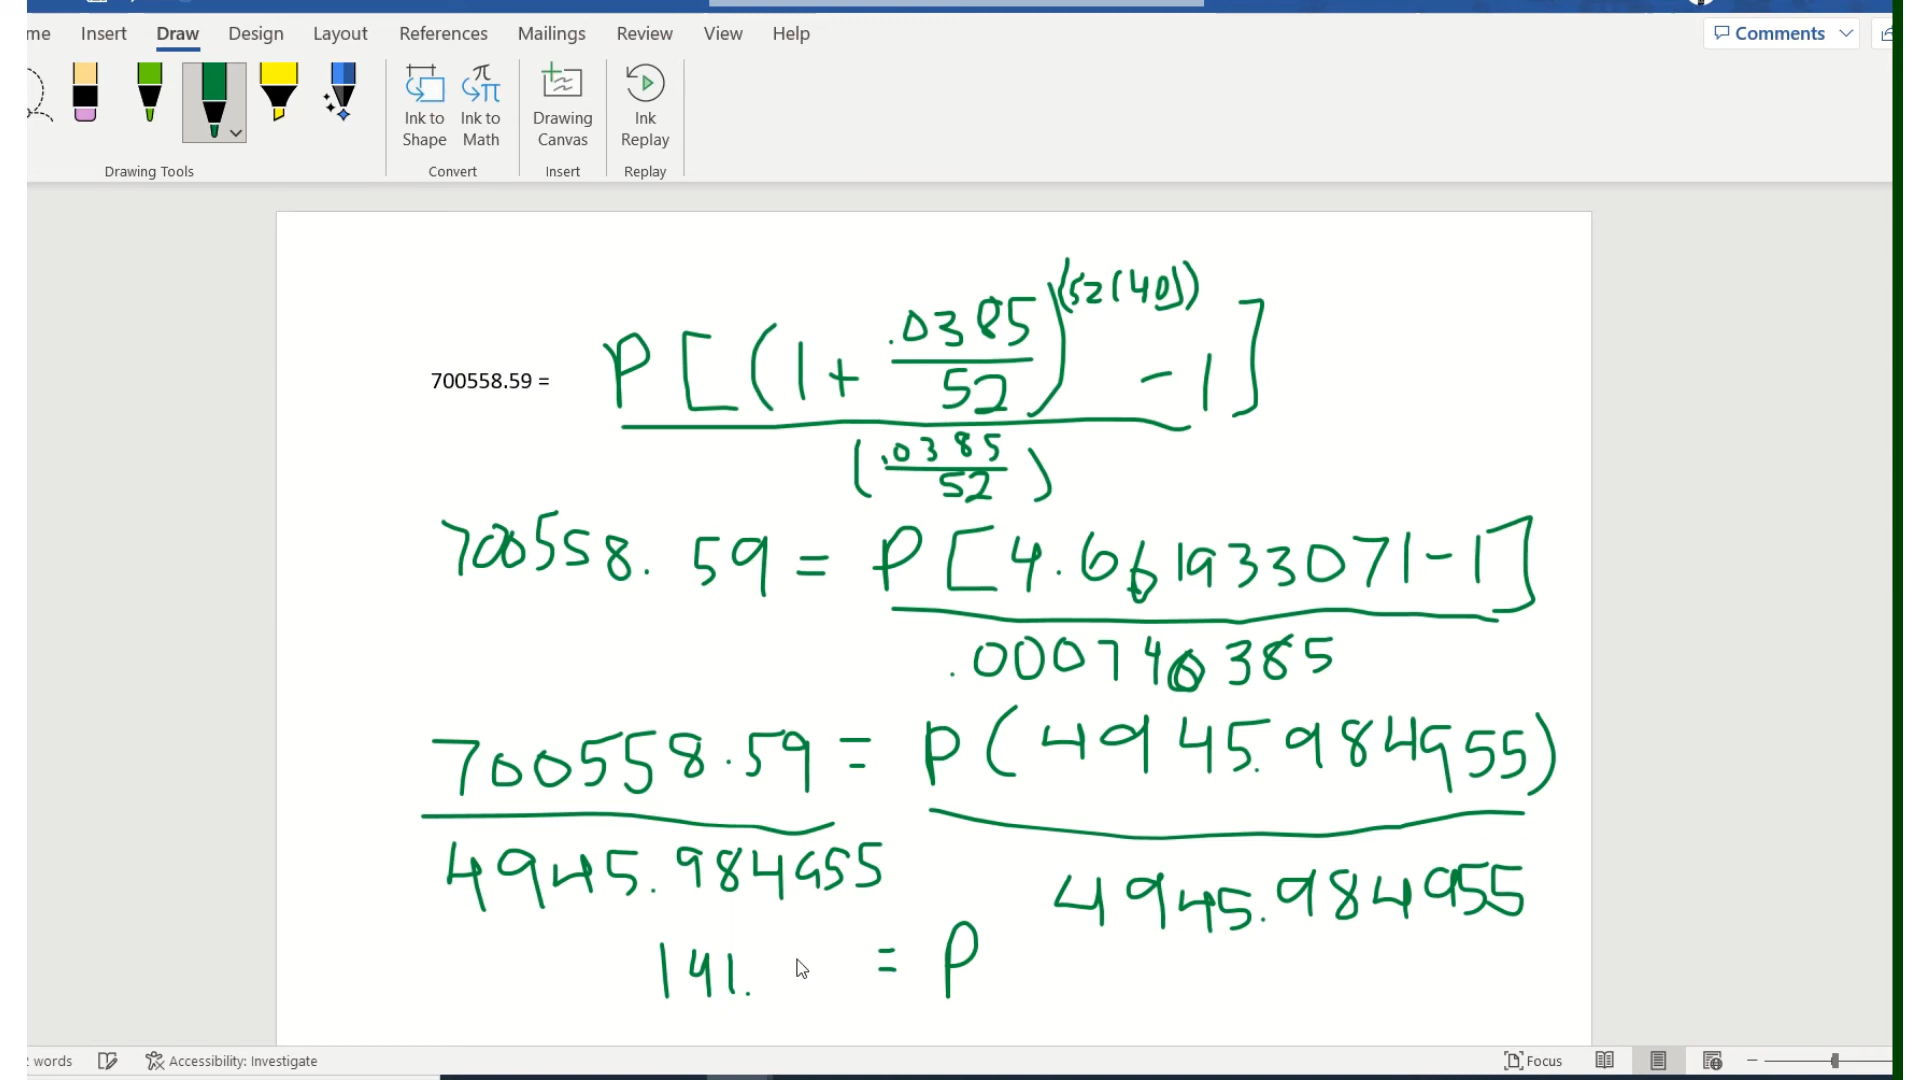 me Insert Draw Design Layout References Mailings Review View Help Comments
Ink to Shape Ink to Math Drawing Canvas Ink Replay
Drawing Tools Convert Insert Replay
700558.59 = P[(1+ .0385/52)^(52(40)) - 1]
(.0385/52)
700558.59 = P[4.661933071-1]
.000740385
700558.59 = P(4945.984955)
4945.984955 4945.984955
141. = P
words Accessibility: Investigate Focus